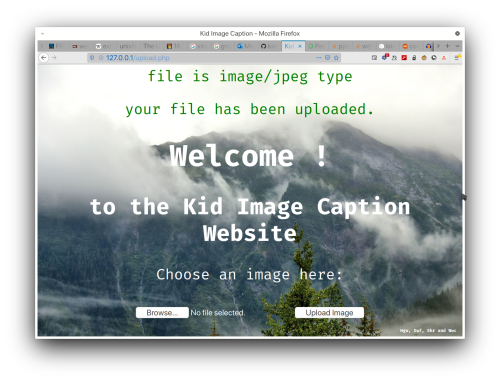 Kid Image Caption - Mozilla Firefox
127.0.0.1/upload.php
file is image/jpeg type
your file has been uploaded.
Welcome !
to the Kid Image Caption
Website
Choose an image here:
Browse... No file selected. Upload Image